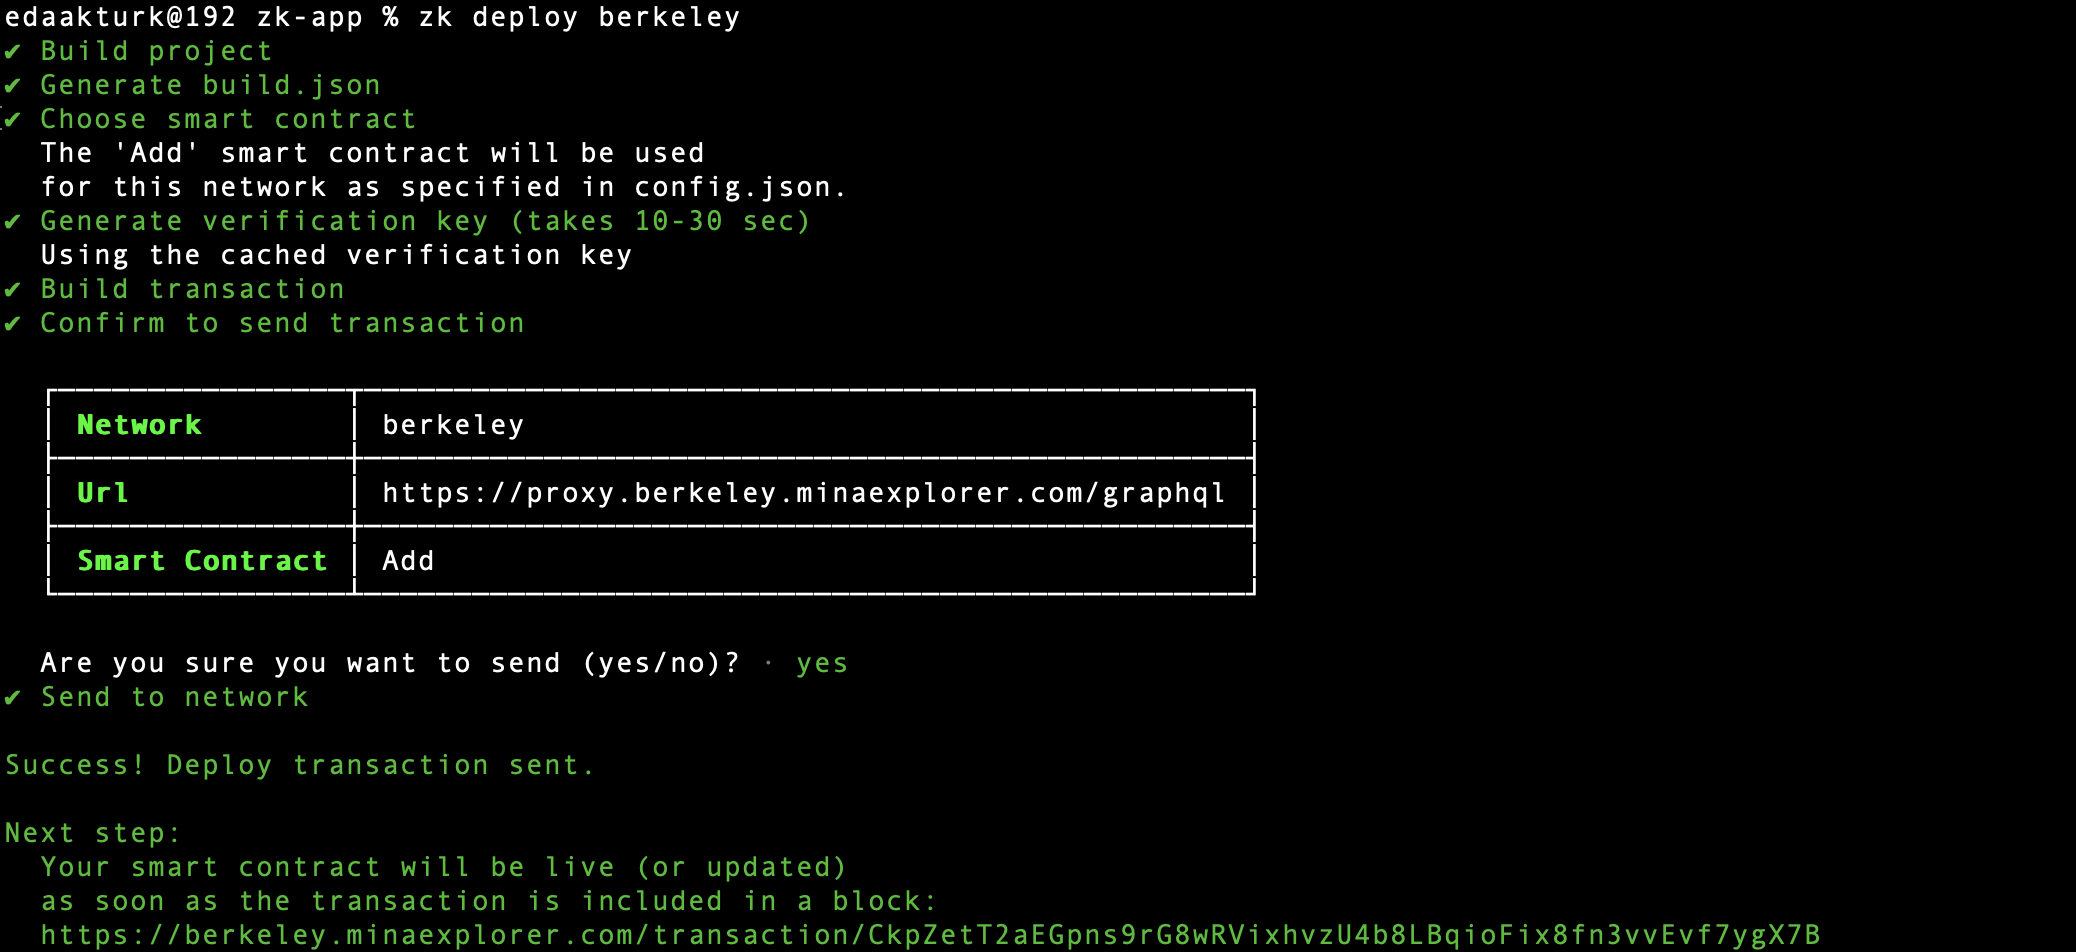 edaakturk@192 zk-app % zk deploy berkeley
✔ Build project
✔ Generate build.json
✔ Choose smart contract
The 'Add' smart contract will be used
for this network as specified in config.json.
✔ Generate verification key (takes 10-30 sec)
Using the cached verification key
✔ Build transaction
✔ Confirm to send transaction
Network berkeley
Url https://proxy.berkeley.minaexplorer.com/graphql
Smart Contract Add
Are you sure you want to send (yes/no)? · yes
✔ Send to network
Success! Deploy transaction sent.
Next step:
Your smart contract will be live (or updated)
as soon as the transaction is included in a block:
https://berkeley.minaexplorer.com/transaction/CkpZetT2aEGpns9rG8wRVixhvzU4b8LBqioFix8fn3vvEvf7ygX7B